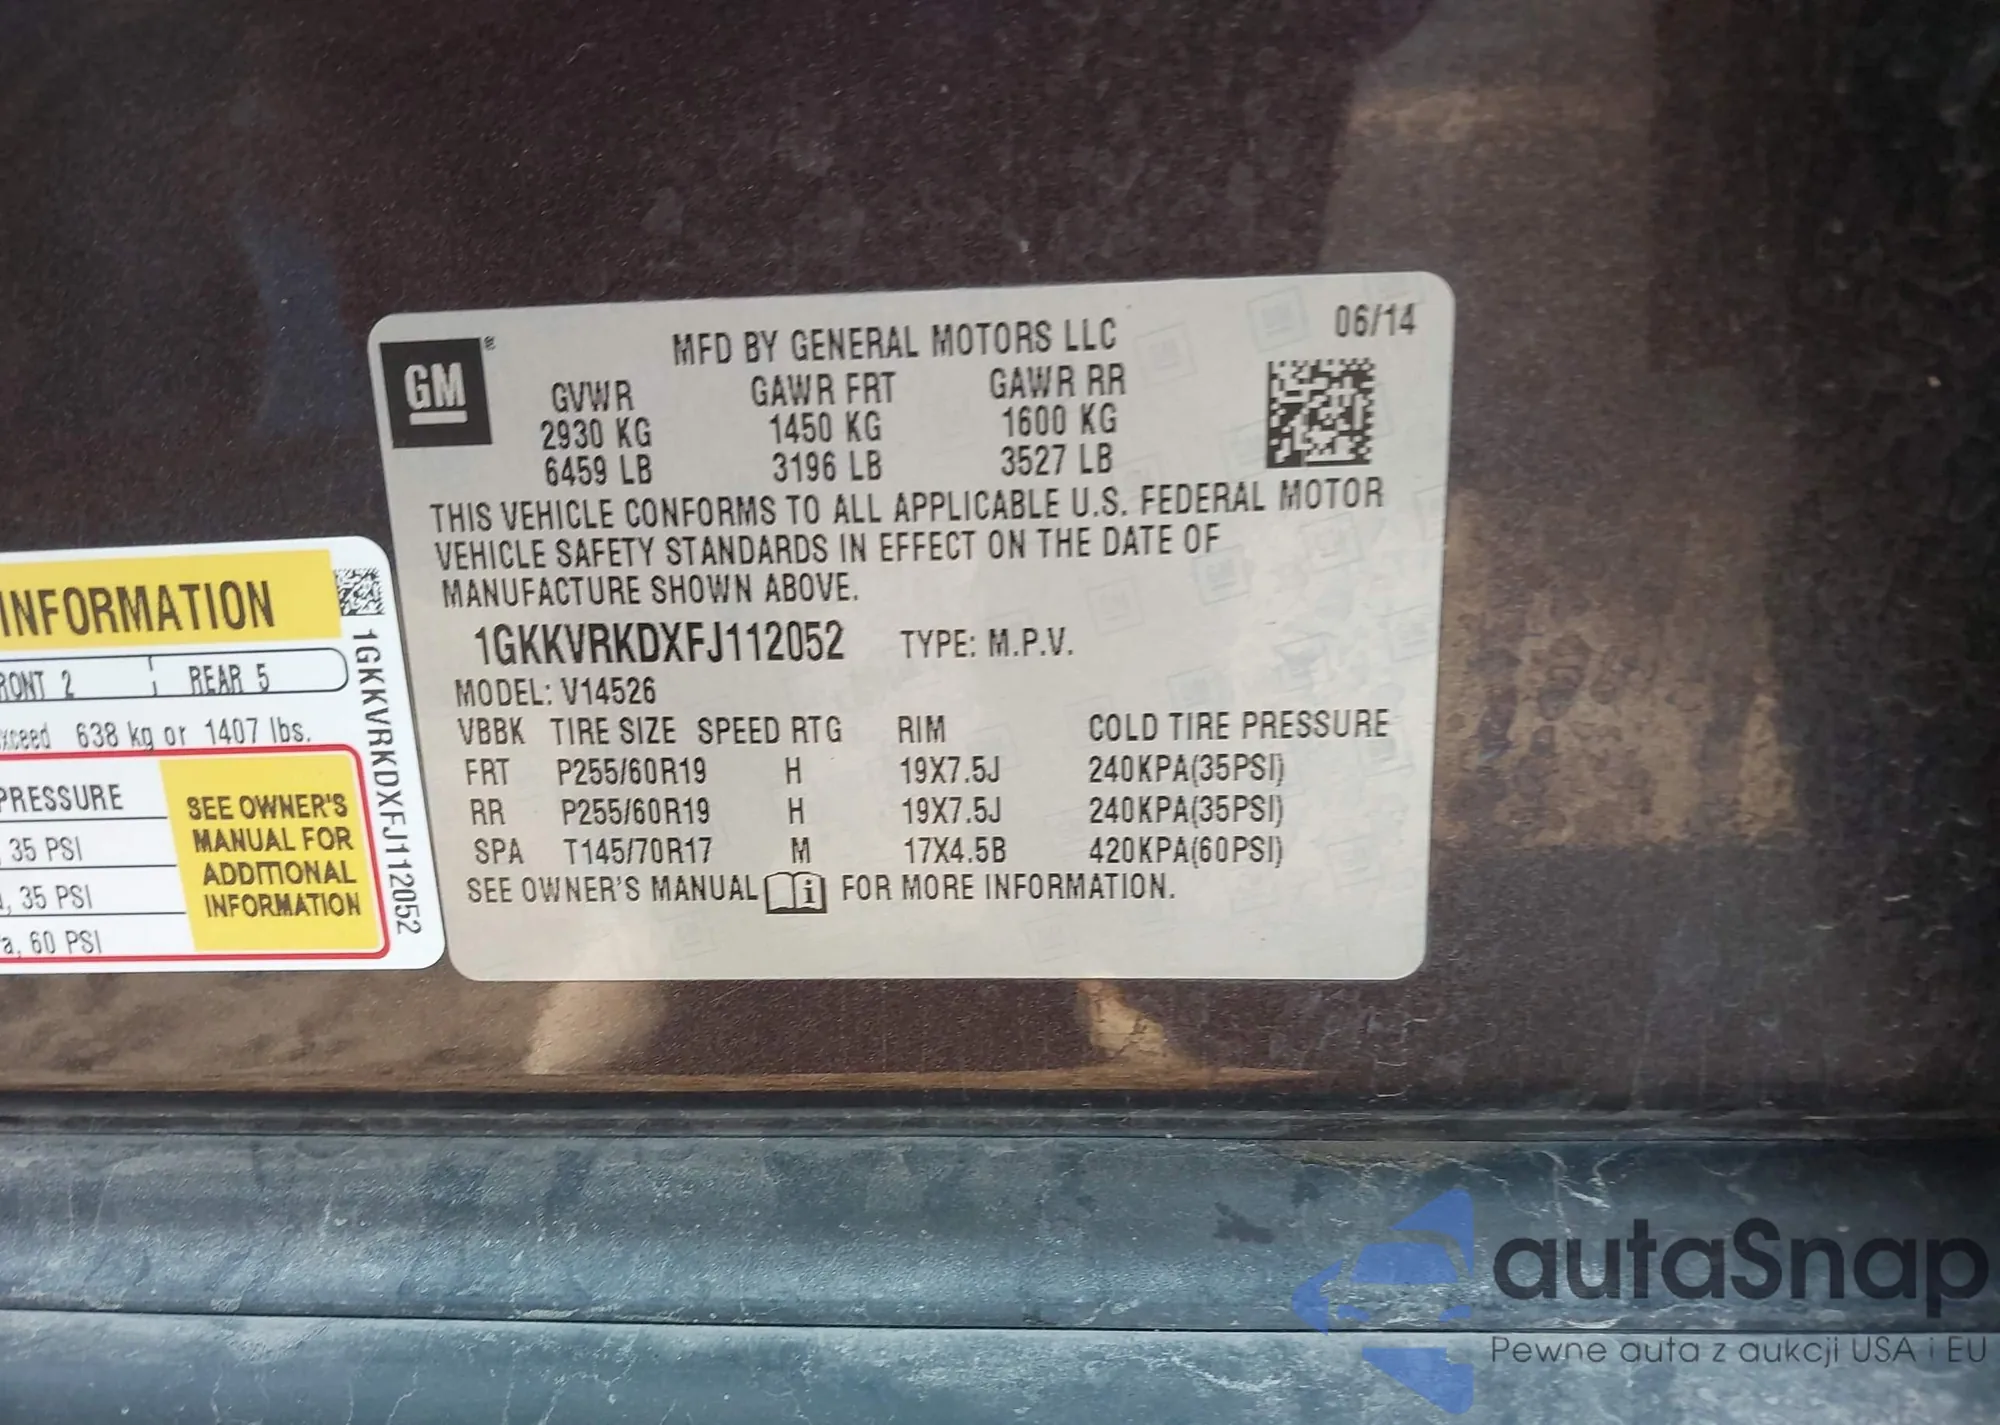 MFD BY GENERAL MOTORS LLC
06/14
GM
®
GVWR GAWR FRT GAWR RR
2930 KG 1450 KG 1600 KG
6459 LB 3196 LB 3527 LB
THIS VEHICLE CONFORMS TO ALL APPLICABLE U.S. FEDERAL MOTOR
VEHICLE SAFETY STANDARDS IN EFFECT ON THE DATE OF
MANUFACTURE SHOWN ABOVE.
1GKKVRKDXFJ112052 TYPE: M.P.V.
MODEL: V14526
VBBK TIRE SIZE SPEED RTG RIM COLD TIRE PRESSURE
FRT P255/60R19 H 19X7.5J 240KPA(35PSI)
RR P255/60R19 H 19X7.5J 240KPA(35PSI)
SPA T145/70R17 M 17X4.5B 420KPA(60PSI)
SEE OWNER'S MANUAL i FOR MORE INFORMATION.
INFORMATION
RONT 2 REAR 5
xceed 638 kg or 1407 lbs.
PRESSURE
, 35 PSI
, 35 PSI
a, 60 PSI
SEE OWNER'S
MANUAL FOR
ADDITIONAL
INFORMATION
1GKKVRKDXFJ112052
autaSnap
Pewne auta z aukcji USA i EU